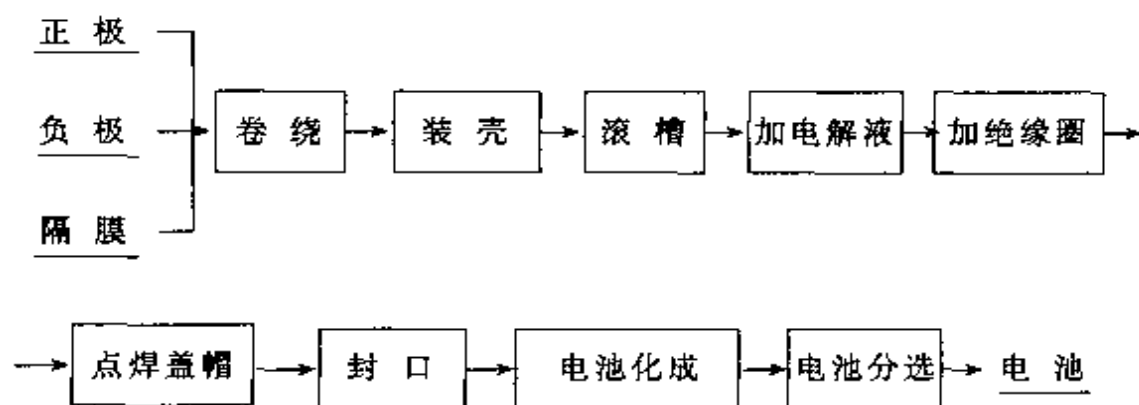 正极
负极
隔膜
卷绕
装壳
滚槽
加电解液
加绝缘圈
点焊盖帽
封口
电池化成
电池分选
电池